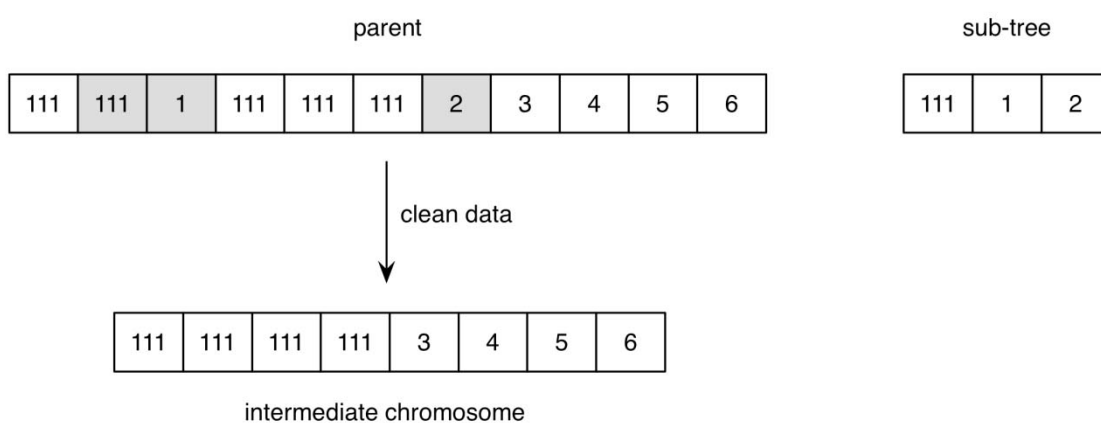 parent sub-tree
111 111 1 111 111 111 2 3 4 5 6 111 1 2
clean data
111 111 111 111 3 4 5 6
intermediate chromosome